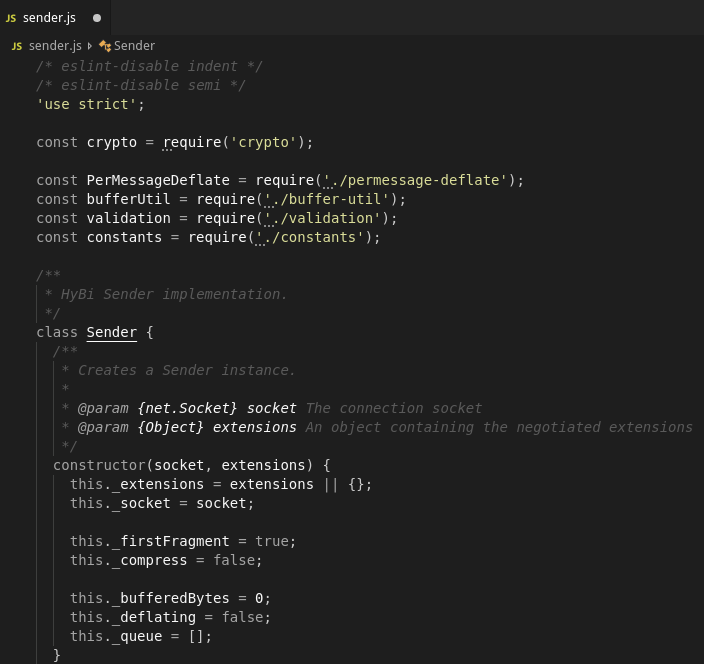 JS sender.js
JS sender.js Sender
/* eslint-disable indent */
/* eslint-disable semi */
'use strict';

const crypto = require('crypto');

const PerMessageDeflate = require('./permessage-deflate');
const bufferUtil = require('./buffer-util');
const validation = require('./validation');
const constants = require('./constants');

/**
 * HyBi Sender implementation.
 */
class Sender {
  /**
   * Creates a Sender instance.
   *
   * @param {net.Socket} socket The connection socket
   * @param {Object} extensions An object containing the negotiated extensions
   */
  constructor(socket, extensions) {
    this._extensions = extensions || {};
    this._socket = socket;

    this._firstFragment = true;
    this._compress = false;

    this._bufferedBytes = 0;
    this._deflating = false;
    this._queue = [];
  }